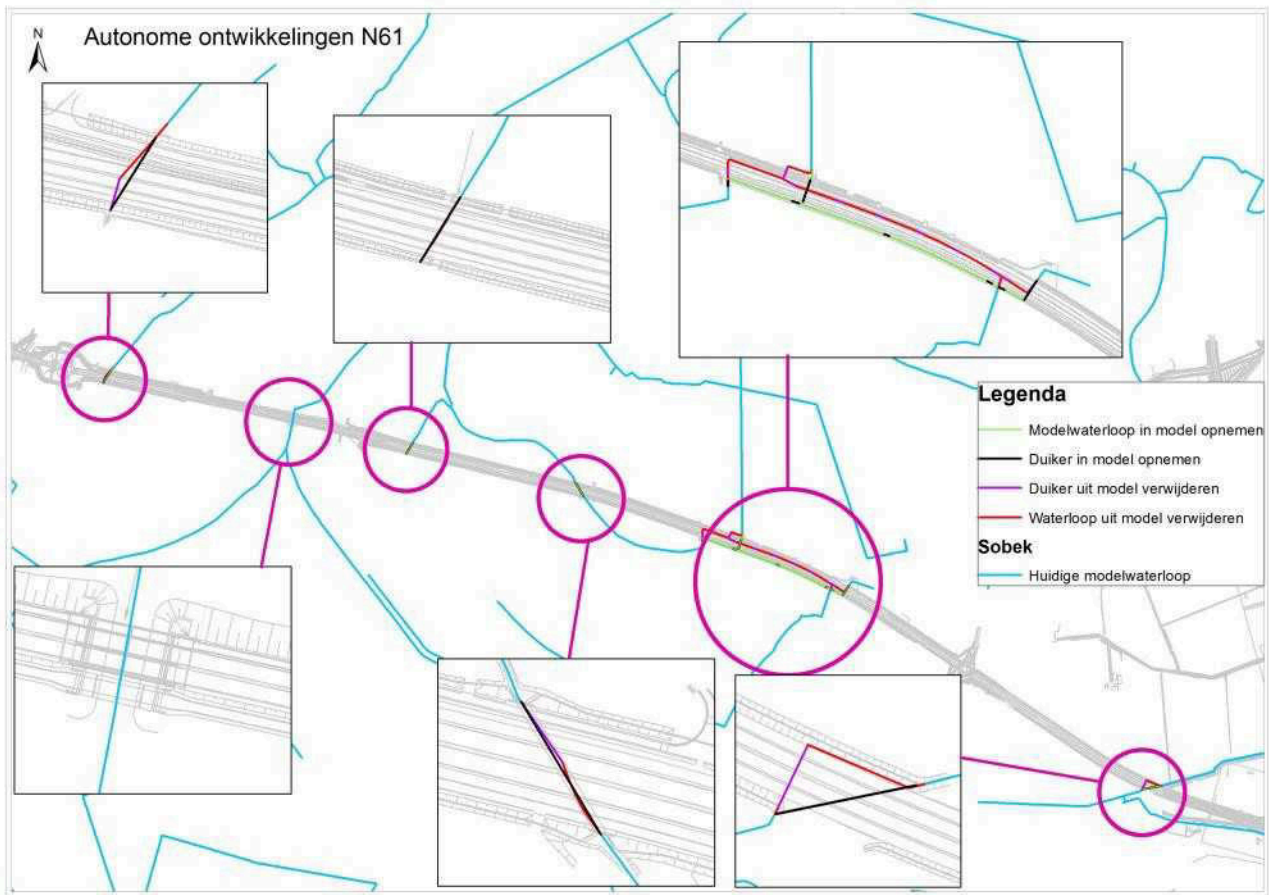 N
Autonome ontwikkelingen N61
Legenda
Modelwaterloop in model opnemen
Duiker in model opnemen
Duiker uit model verwijderen
Waterloop uit model verwijderen
Sobek
Huidige modelwaterloop